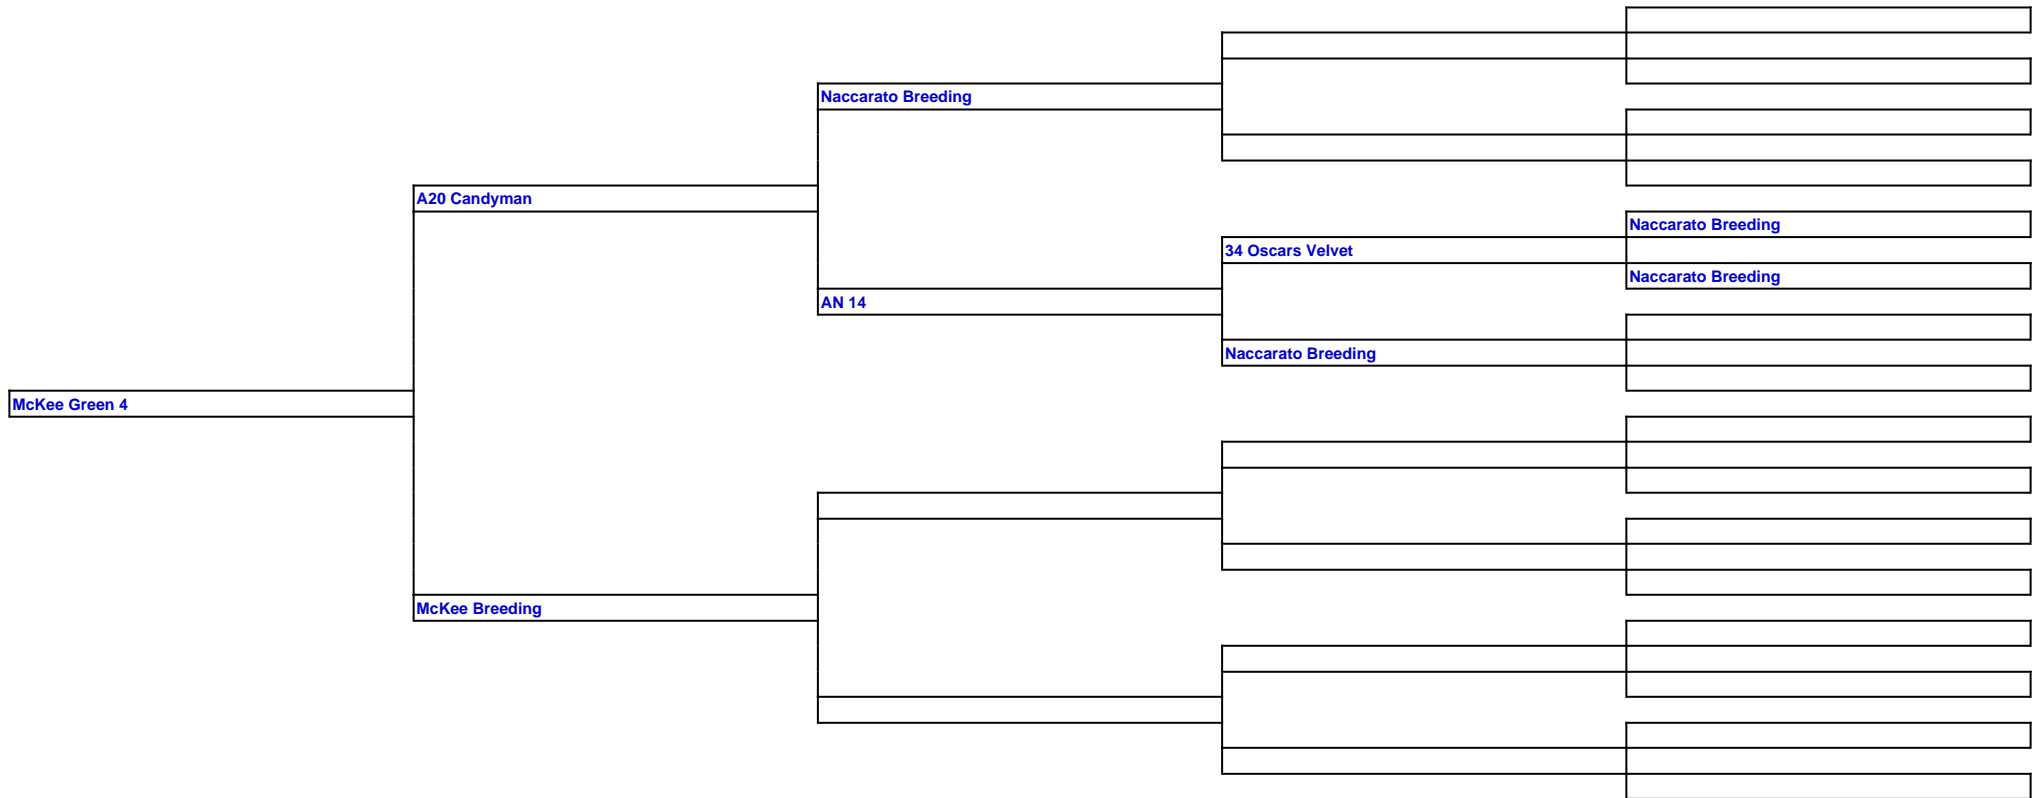 Naccarato Breeding
A20 Candyman
Naccarato Breeding
34 Oscars Velvet
Naccarato Breeding
AN 14
Naccarato Breeding
McKee Green 4
McKee Breeding